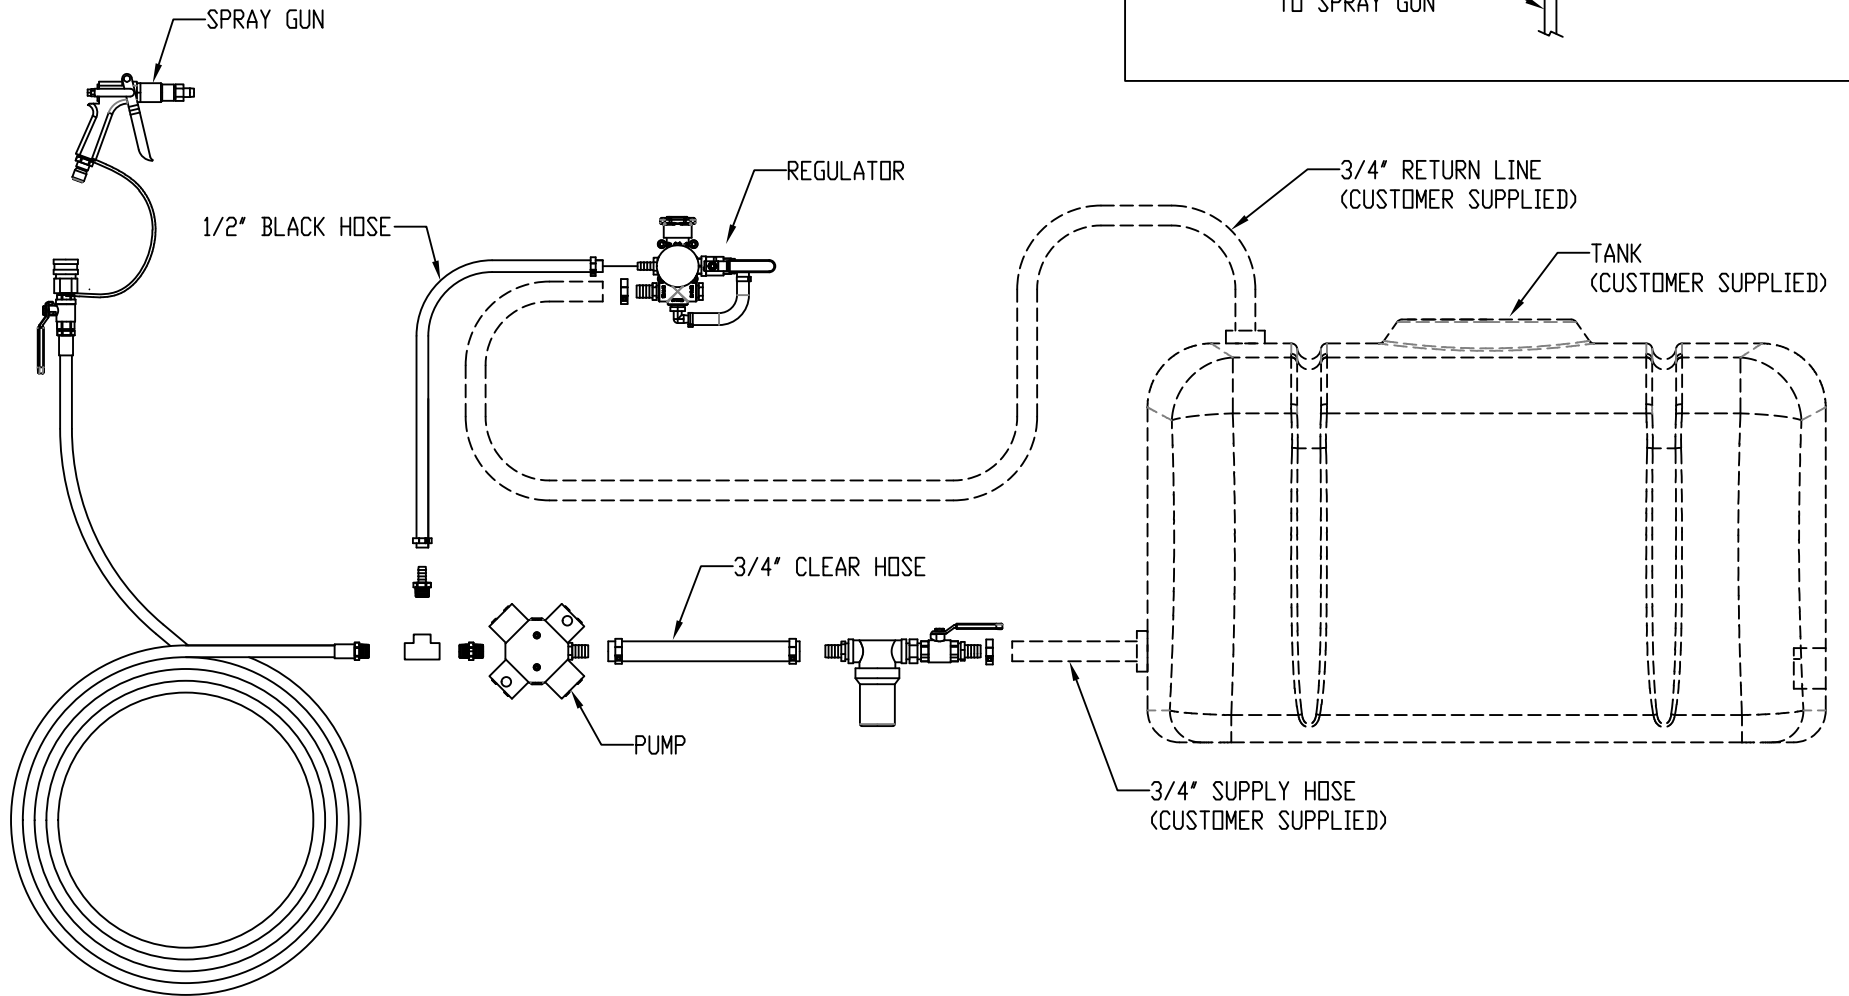 SPRAY GUN
TO SPRAY GUN
REGULATOR
3/4" RETURN LINE
(CUSTOMER SUPPLIED)
1/2" BLACK HOSE
TANK
(CUSTOMER SUPPLIED)
3/4" CLEAR HOSE
PUMP
3/4" SUPPLY HOSE
(CUSTOMER SUPPLIED)